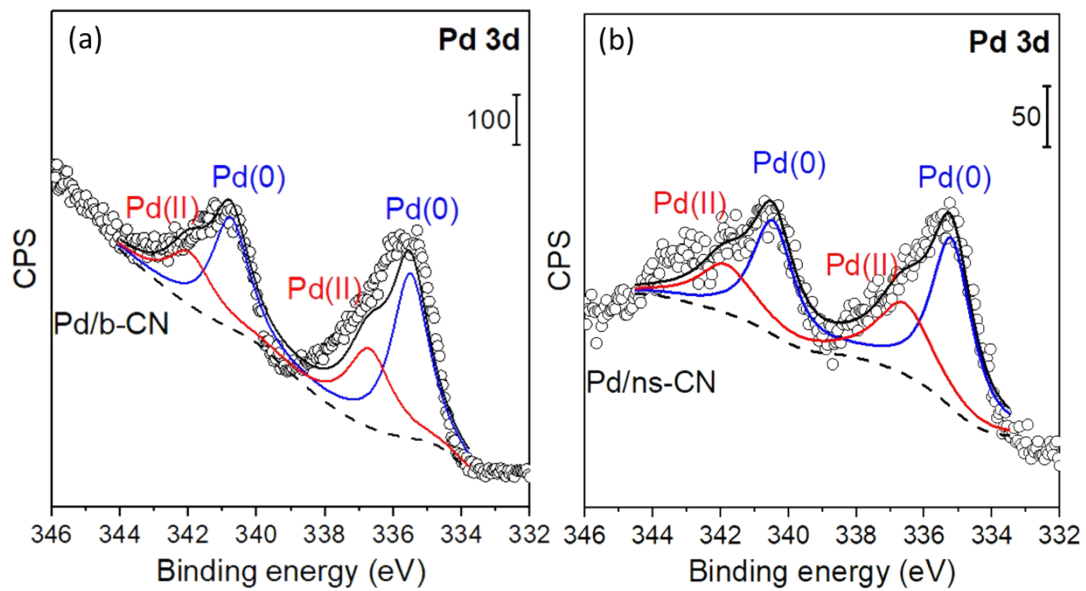 (a)
Pd 3d
100
Pd(II)
Pd(0)
Pd(0)
Pd(II)
Pd/b-CN
CPS
346 344 342 340 338 336 334 332
Binding energy (eV)
(b)
Pd 3d
50
Pd(II)
Pd(0)
Pd(0)
Pd(II)
Pd/ns-CN
CPS
346 344 342 340 338 336 334 332
Binding energy (eV)